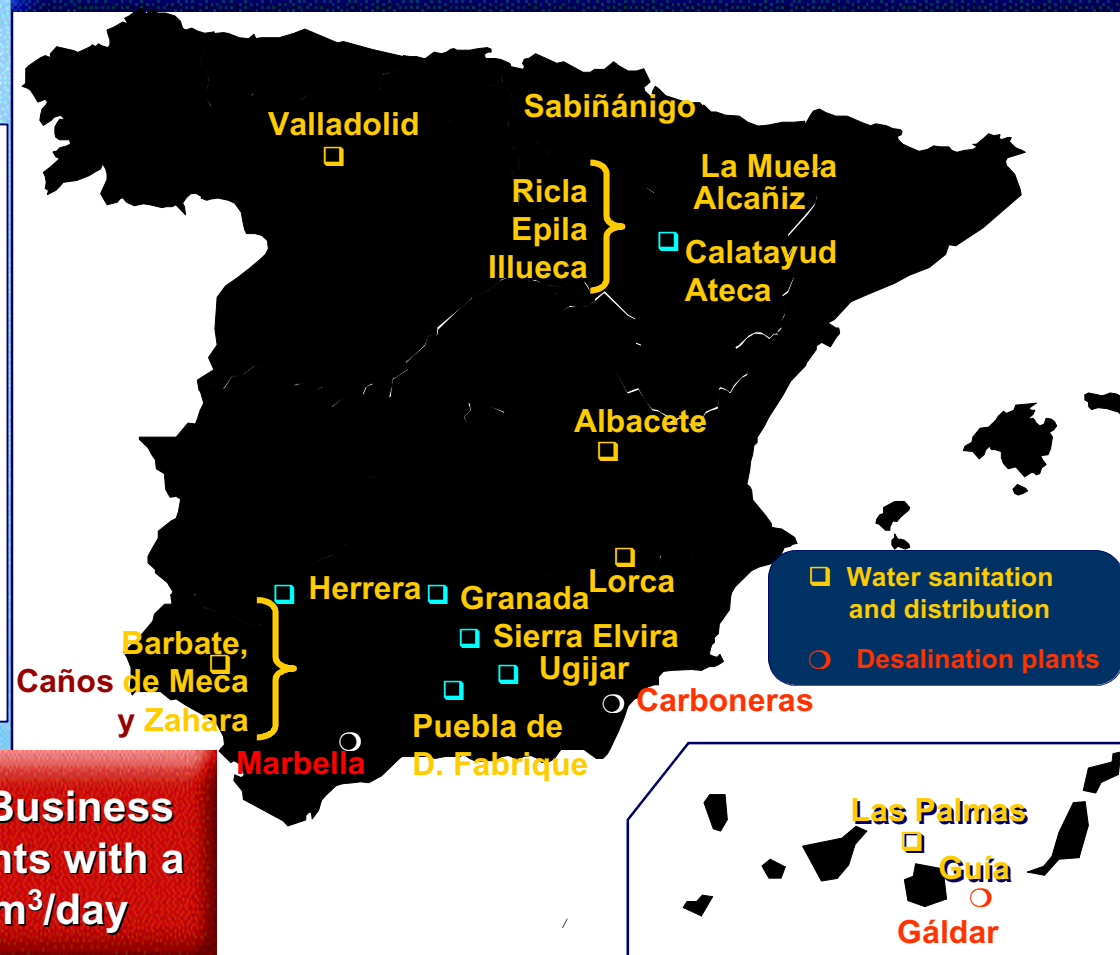 Sabiñánigo
Valladolid
La Muela
Alcañiz
Ricla
Epila
Illueca
Calatayud
Ateca
Albacete
Lorca
Herrera
Granada
Sierra Elvira
Ugijar
Barbate,
Caños de Meca
y Zahara
Puebla de
D. Fabrique
Marbella
Carboneras
Water sanitation
and distribution
Desalination plants
Business
with a
m³/day
Las Palmas
Guía
Gáldar